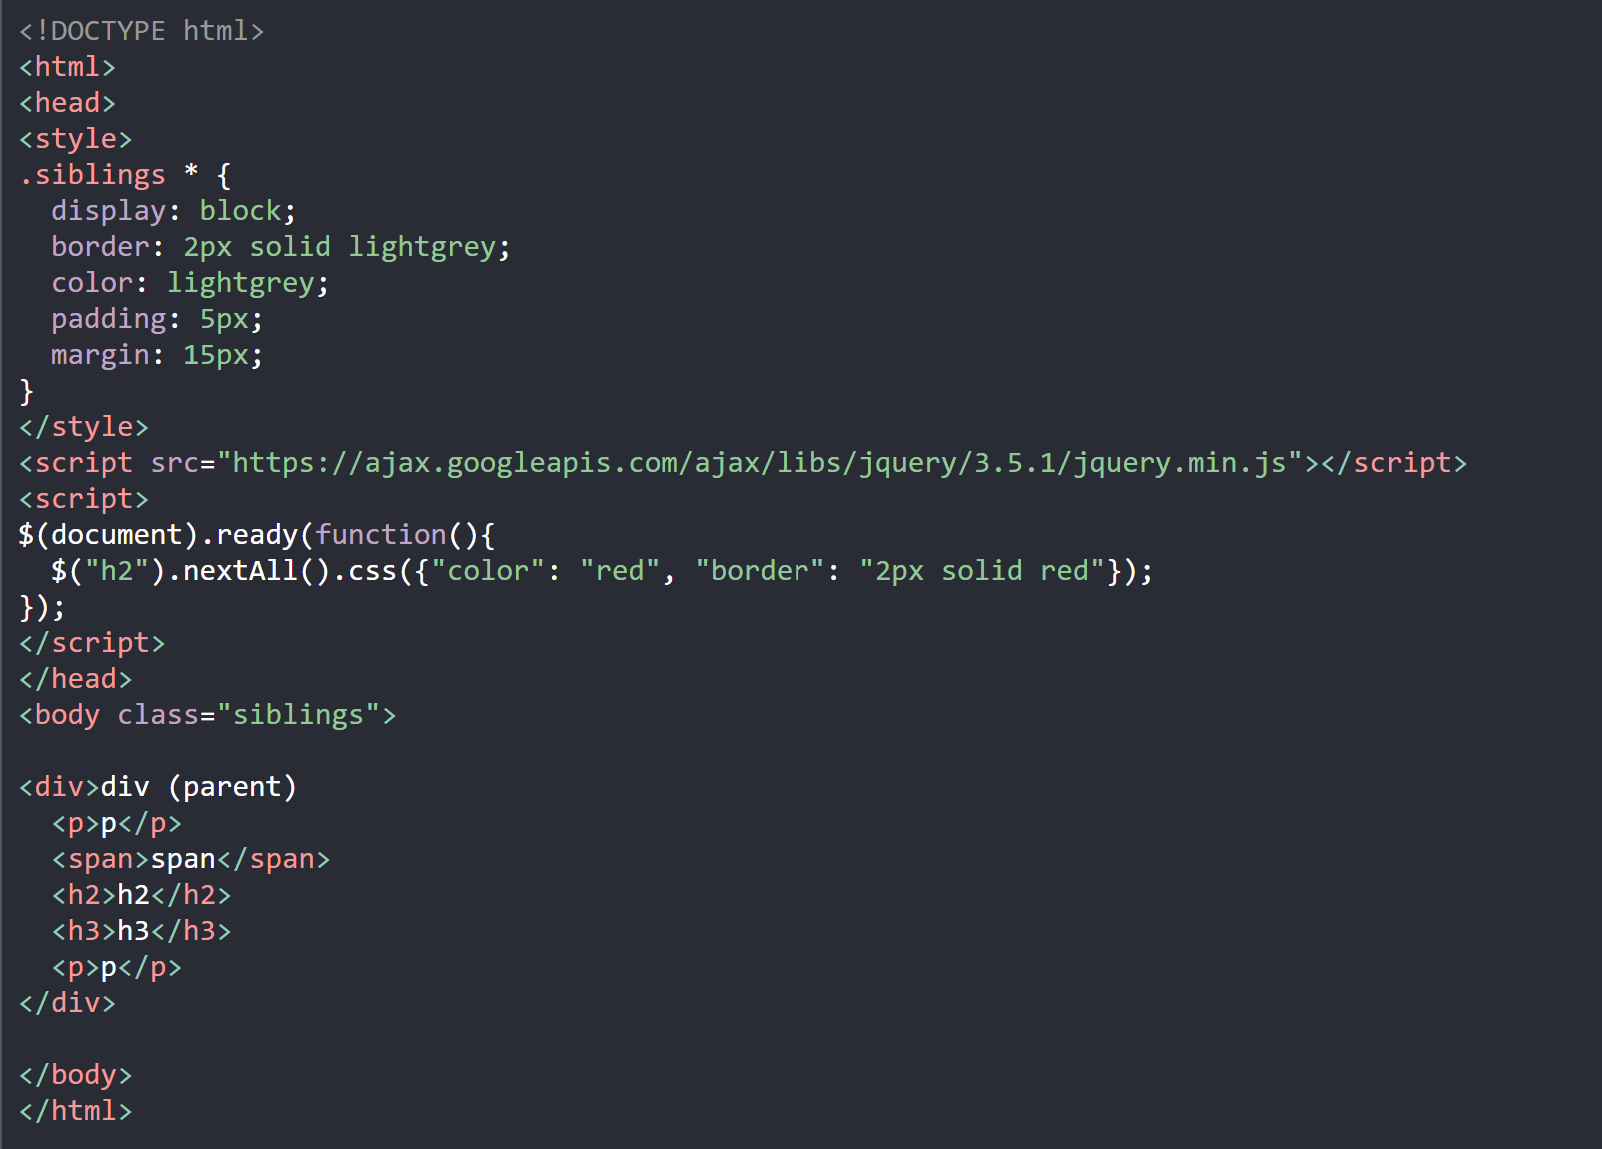 <!DOCTYPE html>
<html>
<head>
<style>
.siblings * {
  display: block;
  border: 2px solid lightgrey;
  color: lightgrey;
  padding: 5px;
  margin: 15px;
}
</style>
<script src="https://ajax.googleapis.com/ajax/libs/jquery/3.5.1/jquery.min.js"></script>
<script>
$(document).ready(function(){
  $("h2").nextAll().css({"color": "red", "border": "2px solid red"});
});
</script>
</head>
<body class="siblings">

<div>div (parent)
  <p>p</p>
  <span>span</span>
  <h2>h2</h2>
  <h3>h3</h3>
  <p>p</p>
</div>

</body>
</html>